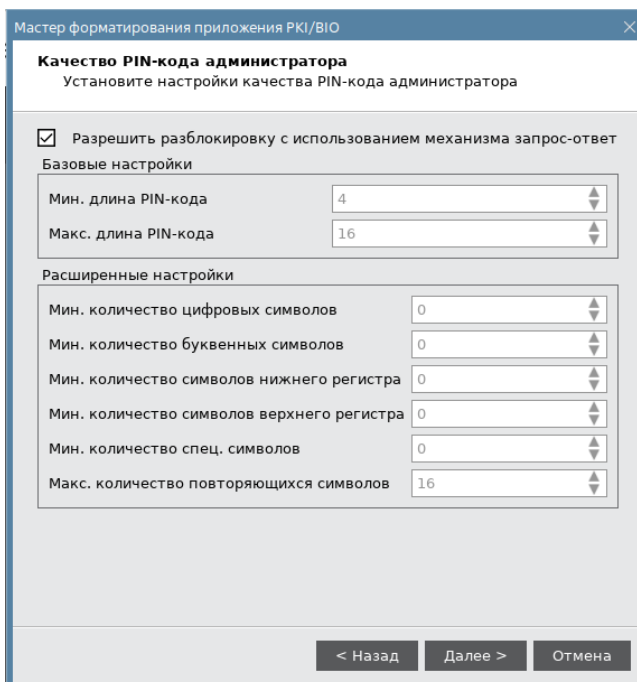 Мастер форматирования приложения PKI/BIO
Качество PIN-кода администратора
Установите настройки качества PIN-кода администратора
Разрешить разблокировку с использованием механизма запрос-ответ
Базовые настройки
Мин. длина PIN-кода 4
Макс. длина PIN-кода 16
Расширенные настройки
Мин. количество цифровых символов 0
Мин. количество буквенных символов 0
Мин. количество символов нижнего регистра 0
Мин. количество символов верхнего регистра 0
Мин. количество спец. символов 0
Макс. количество повторяющихся символов 16
< Назад Далее > Отмена